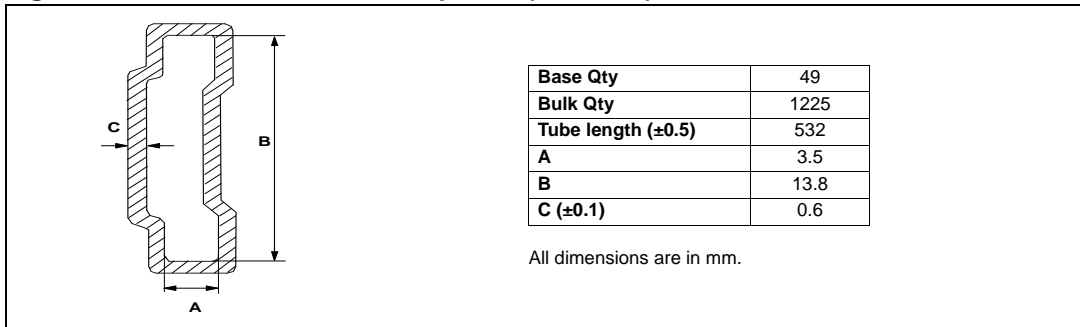 C
B
A
Base Qty 49
Bulk Qty 1225
Tube length (±0.5) 532
A 3.5
B 13.8
C (±0.1) 0.6
All dimensions are in mm.